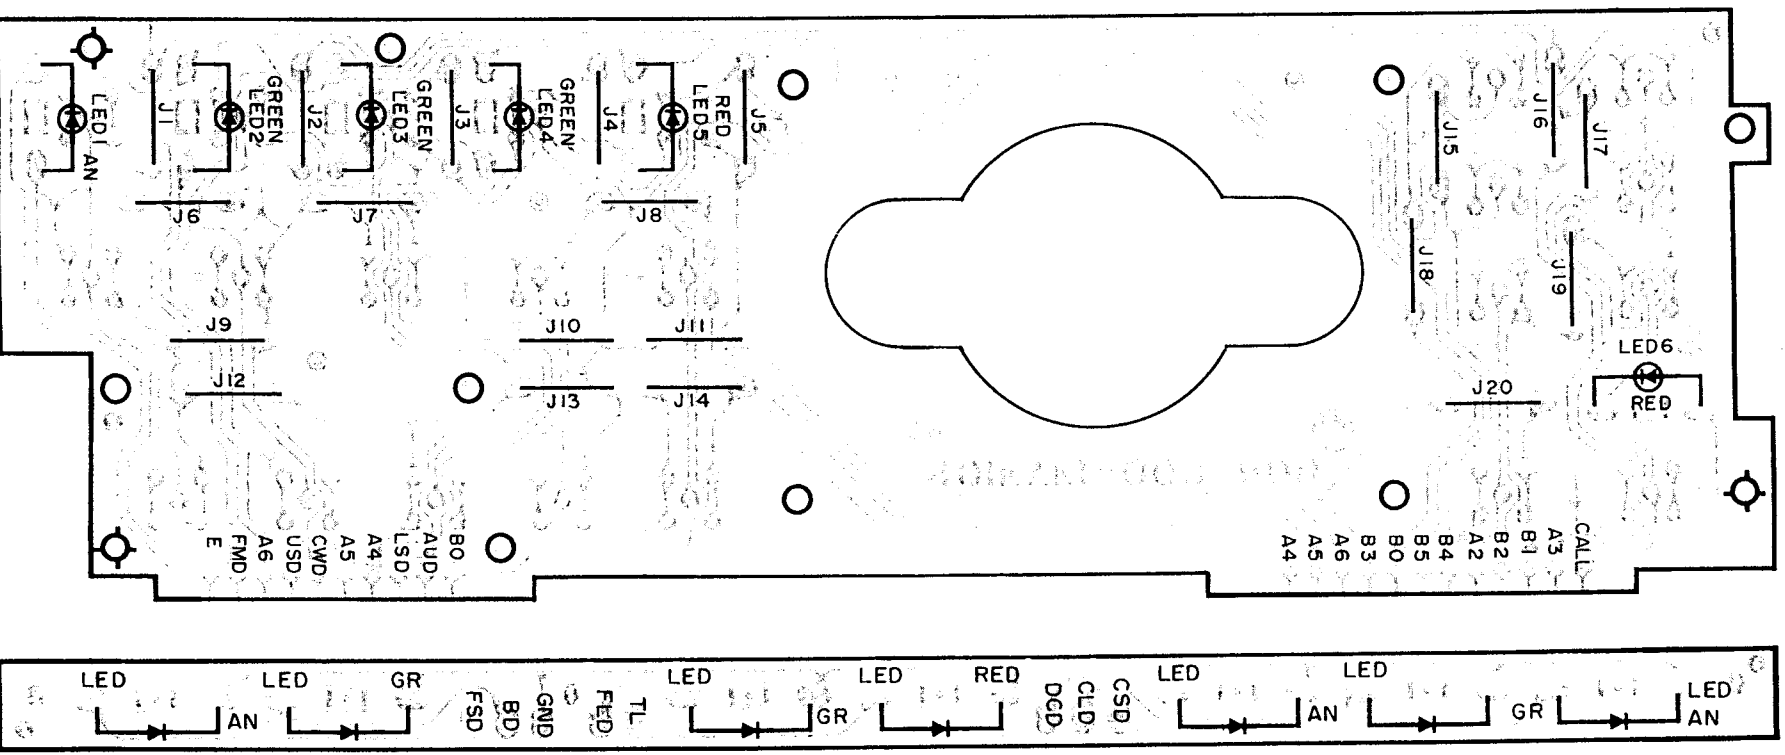 LED1 AN
J1
GREEN
LED2
J2
GREEN
LED3
J3
GREEN
LED4
J4
RED
LED5
J5
J15
J16
J17
J6
J7
J8
J18
J19
J9
J10
J11
LED6
J12
J13
J14
J20
RED
E
FMD
A6
USD
CWD
A5
A4
LSD
AUD
BO
A4
A5
A6
B3
BO
B5
B4
A2
B2
B1
A3
CALL
LED
AN
LED
GR
FSD
BD
GND
FLD
TL
LED
GR
LED
RED
DCD
CLD
CSD
LED
AN
LED
GR
LED
AN